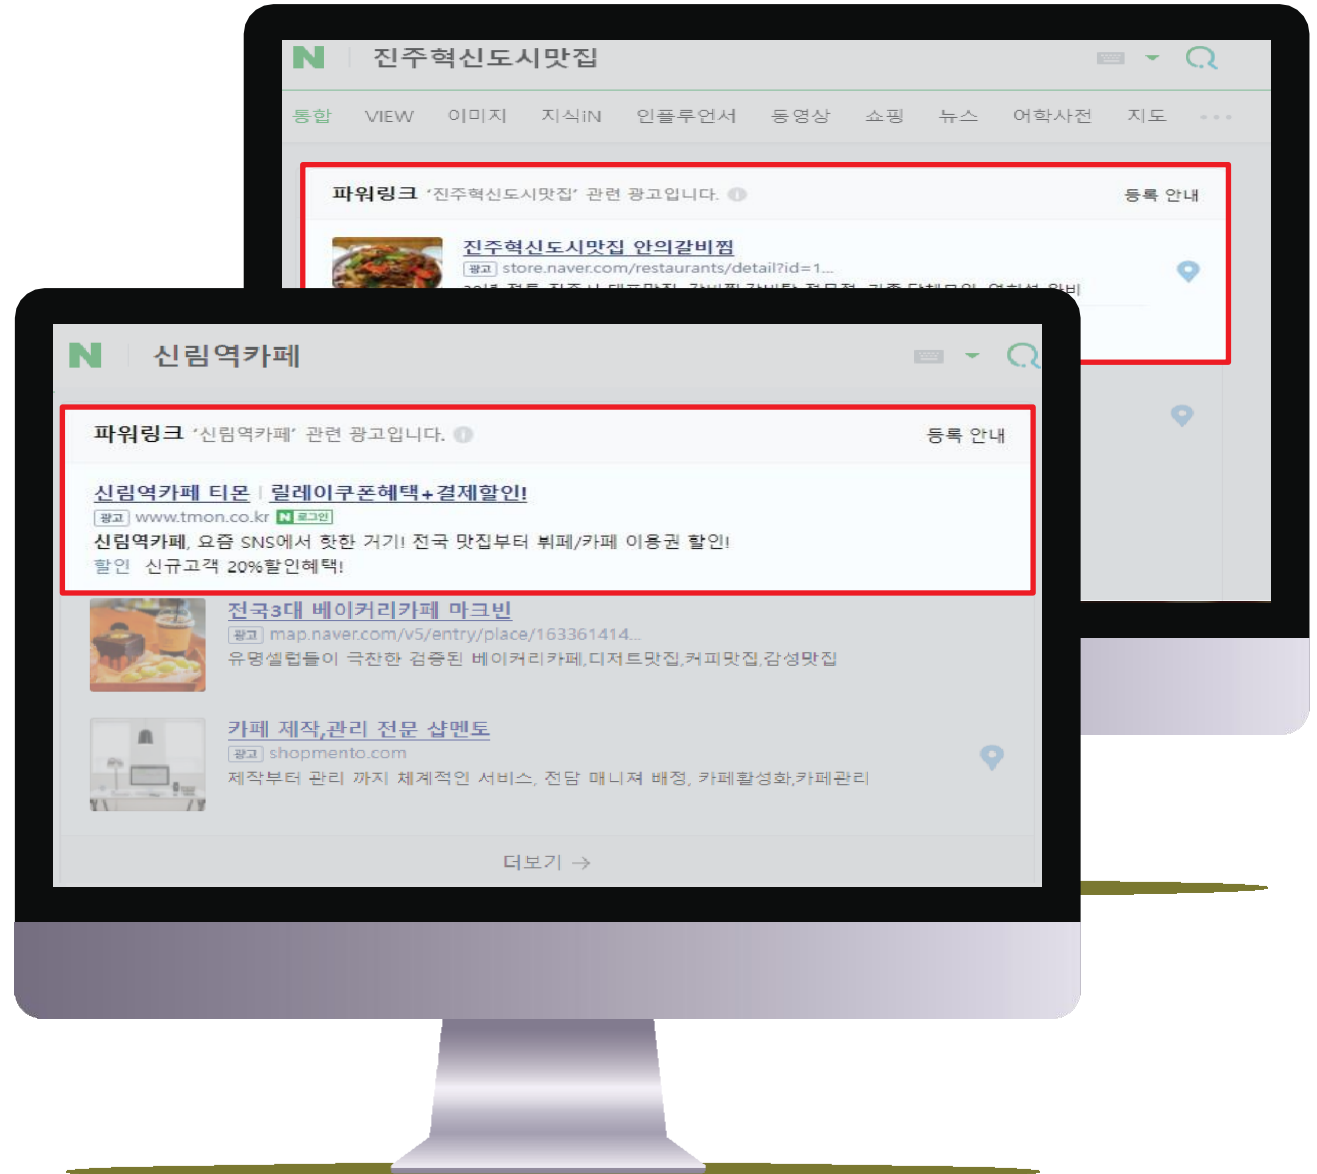 N 진주혁신도시맛집
통합 VIEW 이미지 지식iN 인플루언서 동영상 쇼핑 뉴스 어학사전 지도 ···
파워링크 '진주혁신도시맛집' 관련 광고입니다. 등록 안내
진주혁신도시맛집 안의갈비찜
광고 store.naver.com/restaurants/detail?id=1...
N 신림역카페
파워링크 '신림역카페' 관련 광고입니다. 등록 안내
신림역카페 티몬 | 릴레이쿠폰혜택+결제할인!
광고 www.tmon.co.kr N 로그인
신림역카페, 요즘 SNS에서 핫한 거기! 전국 맛집부터 뷔페/카페 이용권 할인!
할인 신규고객 20%할인혜택!
전국3대 베이커리카페 마크빈
광고 map.naver.com/v5/entry/place/163361414...
유명셀럽들이 극찬한 검증된 베이커리카페,디저트맛집,커피맛집,감성맛집
카페 제작,관리 전문 샵멘토
광고 shopmento.com
제작부터 관리 까지 체계적인 서비스, 전담 매니져 배정, 카페활성화,카페관리
더보기 →